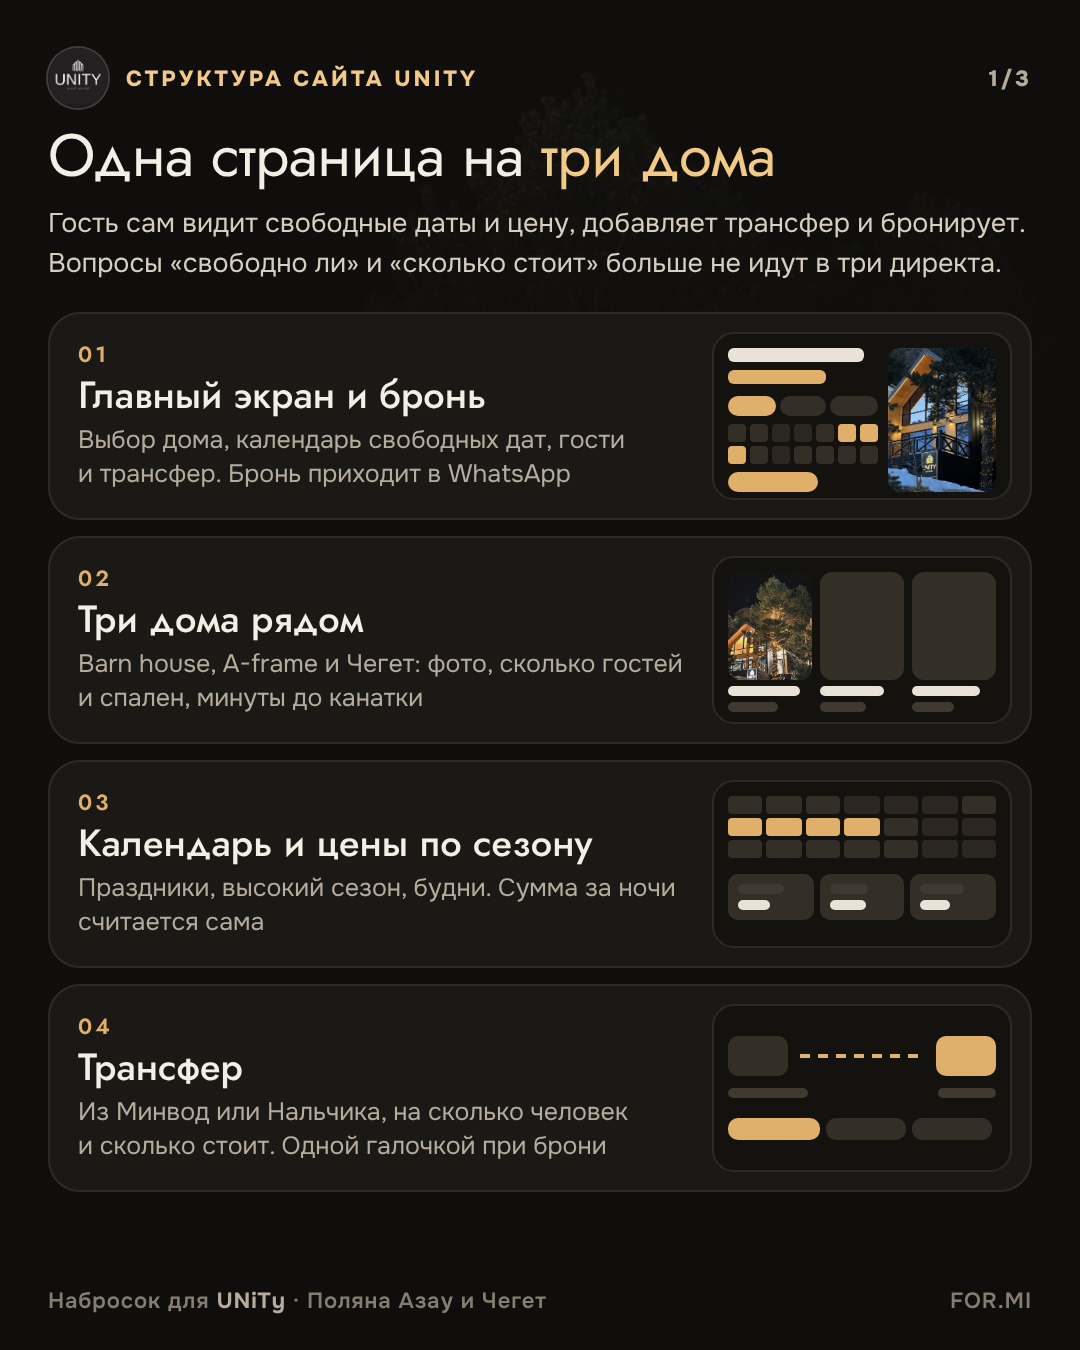 UNITY
СТРУКТУРА САЙТА UNITY
1/3
Одна страница на три дома
Гость сам видит свободные даты и цену, добавляет трансфер и бронирует.
Вопросы «свободно ли» и «сколько стоит» больше не идут в три директа.
01
Главный экран и бронь
Выбор дома, календарь свободных дат, гости
и трансфер. Бронь приходит в WhatsApp
UNITY
02
Три дома рядом
Barn house, A-frame и Чегет: фото, сколько гостей
и спален, минуты до канатки
03
Календарь и цены по сезону
Праздники, высокий сезон, будни. Сумма за ночи
считается сама
04
Трансфер
Из Минвод или Нальчика, на сколько человек
и сколько стоит. Одной галочкой при брони
Набросок для UNiTy · Поляна Азау и Чегет
FOR.MI